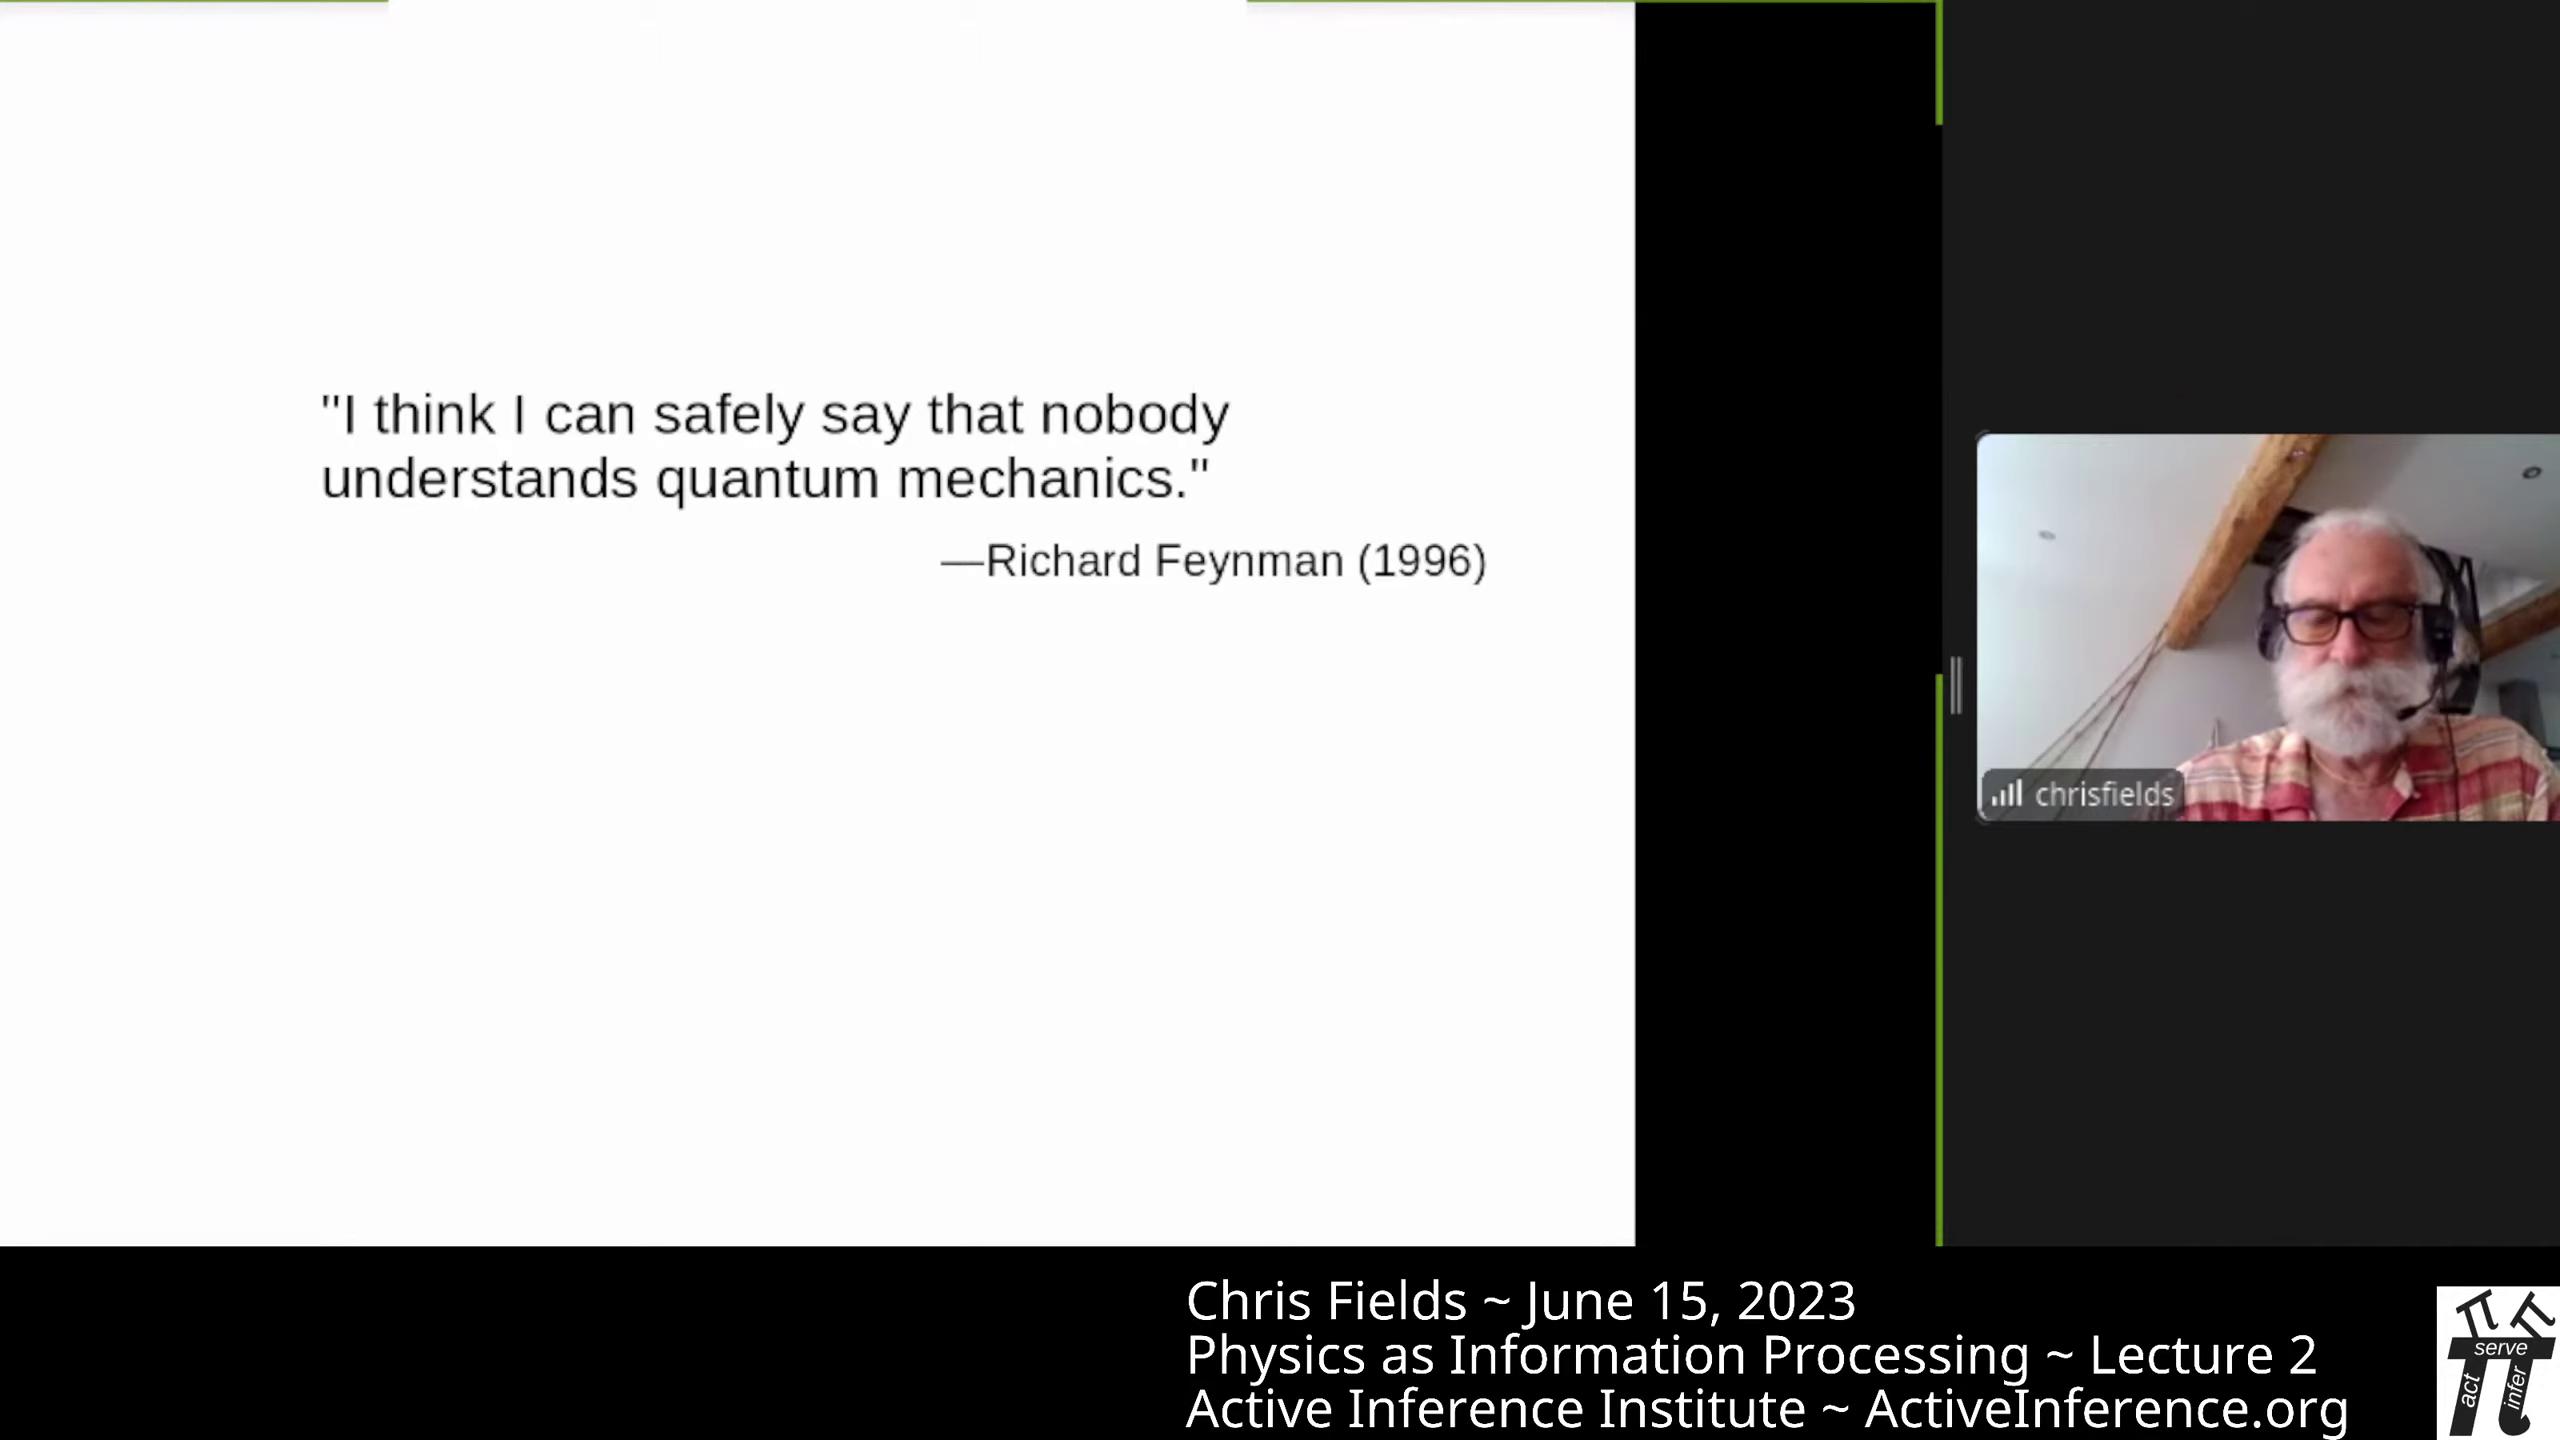 "I think I can safely say that nobody
understands quantum mechanics."
—Richard Feynman (1996)
chrisfields
Chris Fields ~ June 15, 2023
Physics as Information Processing ~ Lecture 2
Active Inference Institute ~ ActiveInference.org
π π
serve
act
infer